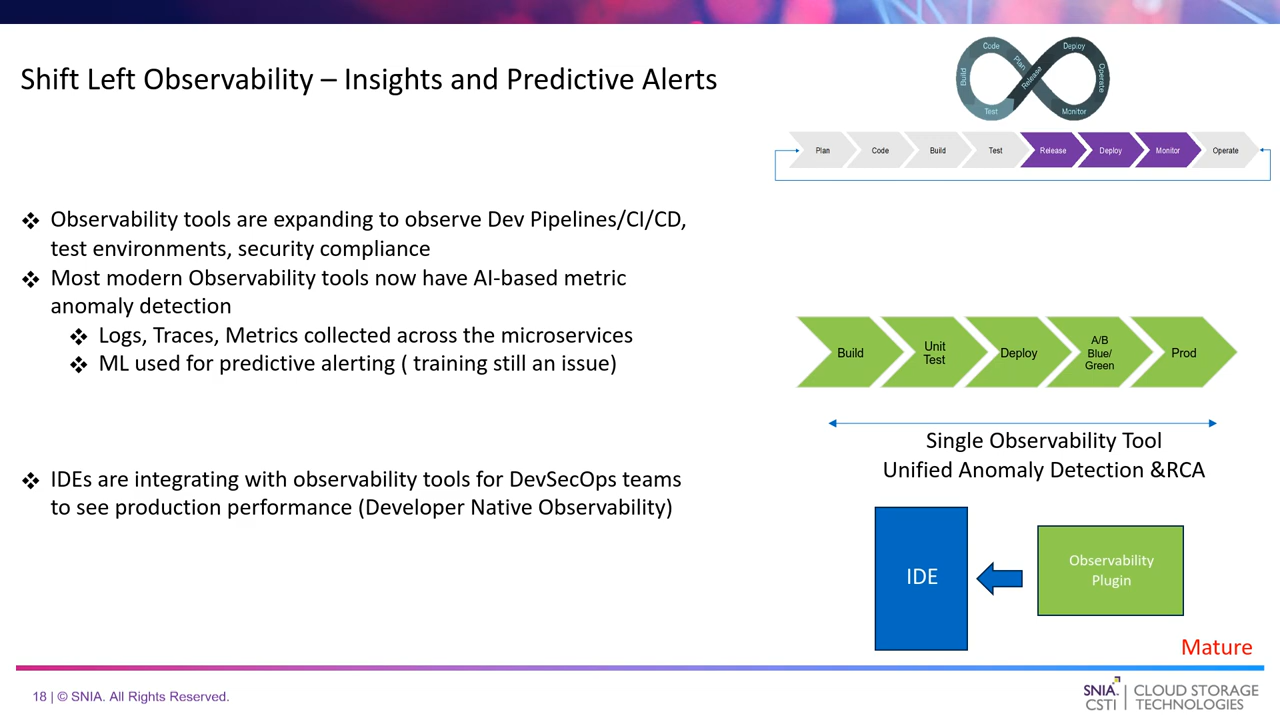 Shift Left Observability – Insights and Predictive Alerts
Code
Plan
Build
Test
Release
Deploy
Operate
Monitor
Plan
Code
Build
Test
Release
Deploy
Monitor
Operate
❖ Observability tools are expanding to observe Dev Pipelines/CI/CD,
test environments, security compliance
❖ Most modern Observability tools now have AI-based metric
anomaly detection
❖ Logs, Traces, Metrics collected across the microservices
❖ ML used for predictive alerting ( training still an issue)
❖ IDEs are integrating with observability tools for DevSecOps teams
to see production performance (Developer Native Observability)
Build
Unit
Test
Deploy
A/B
Blue/
Green
Prod
Single Observability Tool
Unified Anomaly Detection &RCA
IDE
Observability
Plugin
Mature
18 | © SNIA. All Rights Reserved.
SNIA.
CSTI
CLOUD STORAGE
TECHNOLOGIES